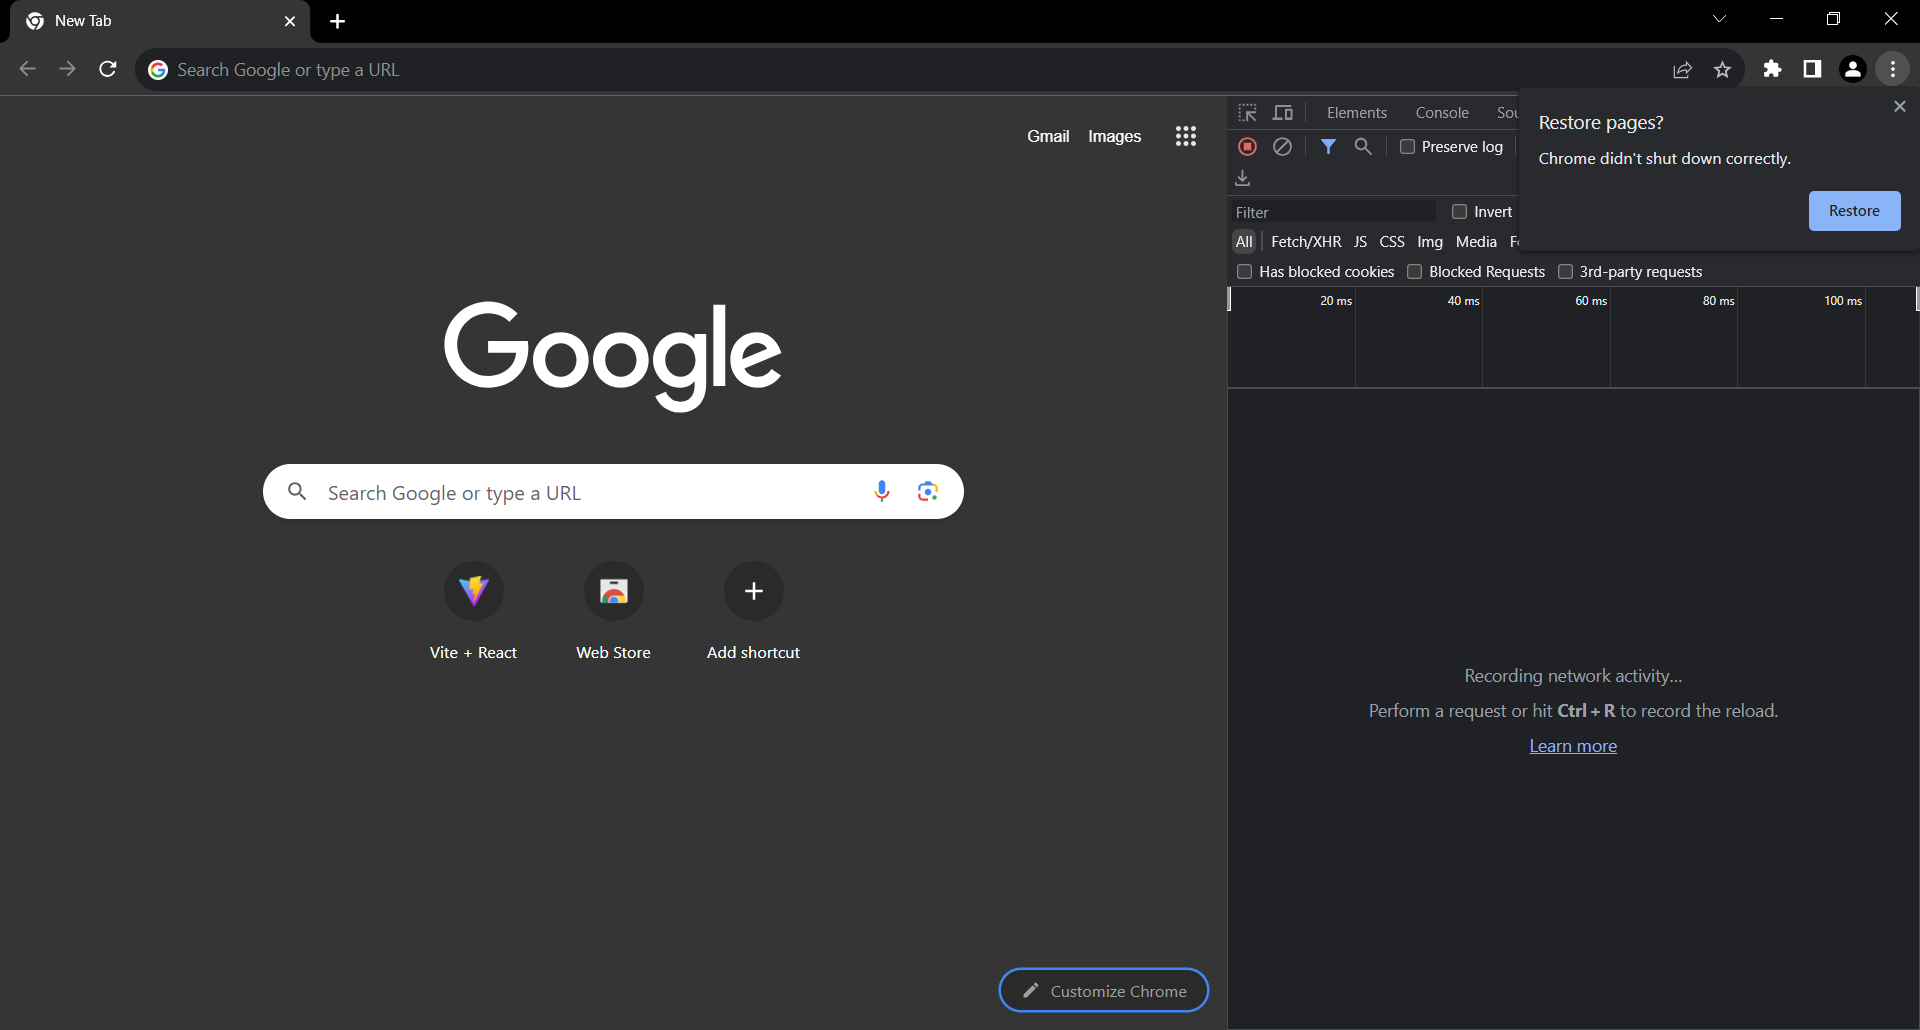 New Tab
Search Google or type a URL
Gmail Images
Google
Search Google or type a URL
Vite + React
Web Store
Add shortcut
Customize Chrome
Elements Console Sou
Preserve log
Filter Invert
All Fetch/XHR JS CSS Img Media
Has blocked cookies Blocked Requests 3rd-party requests
20 ms 40 ms 60 ms 80 ms 100 ms
Recording network activity...
Perform a request or hit Ctrl + R to record the reload.
Learn more
Restore pages?
Chrome didn't shut down correctly.
Restore